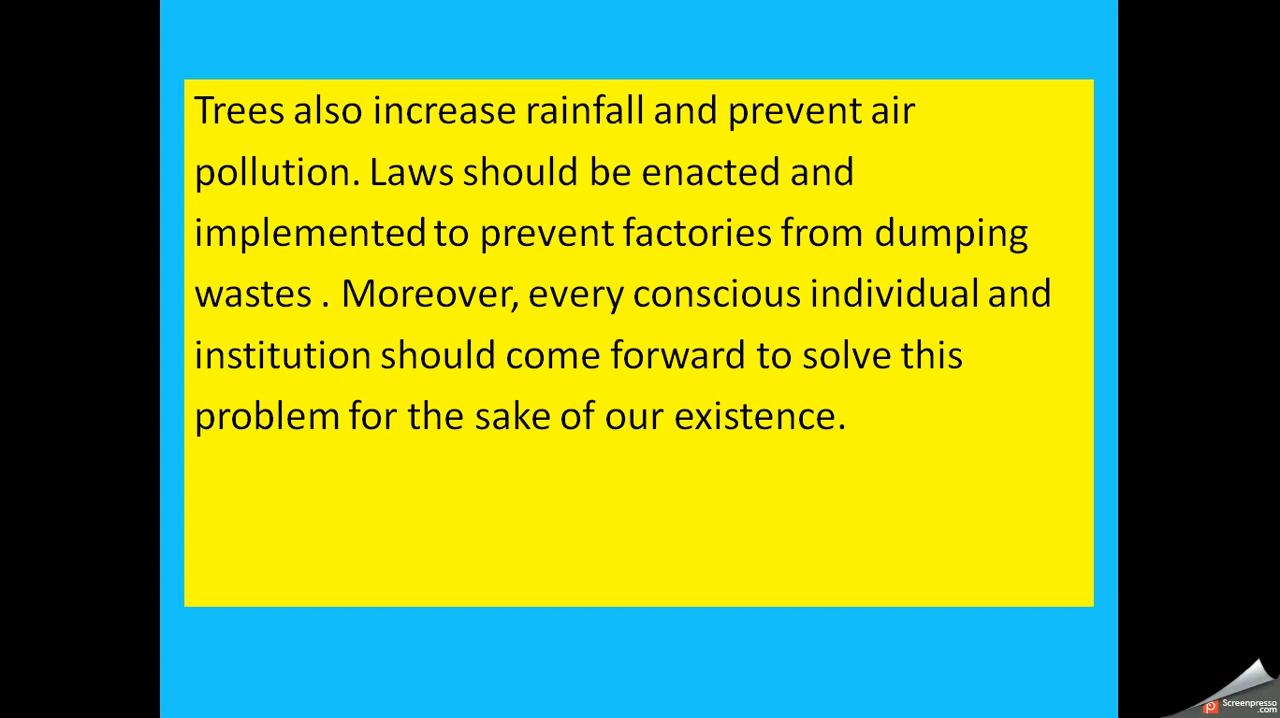 Trees also increase rainfall and prevent air
pollution. Laws should be enacted and
implemented to prevent factories from dumping
wastes . Moreover, every conscious individual and
institution should come forward to solve this
problem for the sake of our existence.
Screenpresso
.com